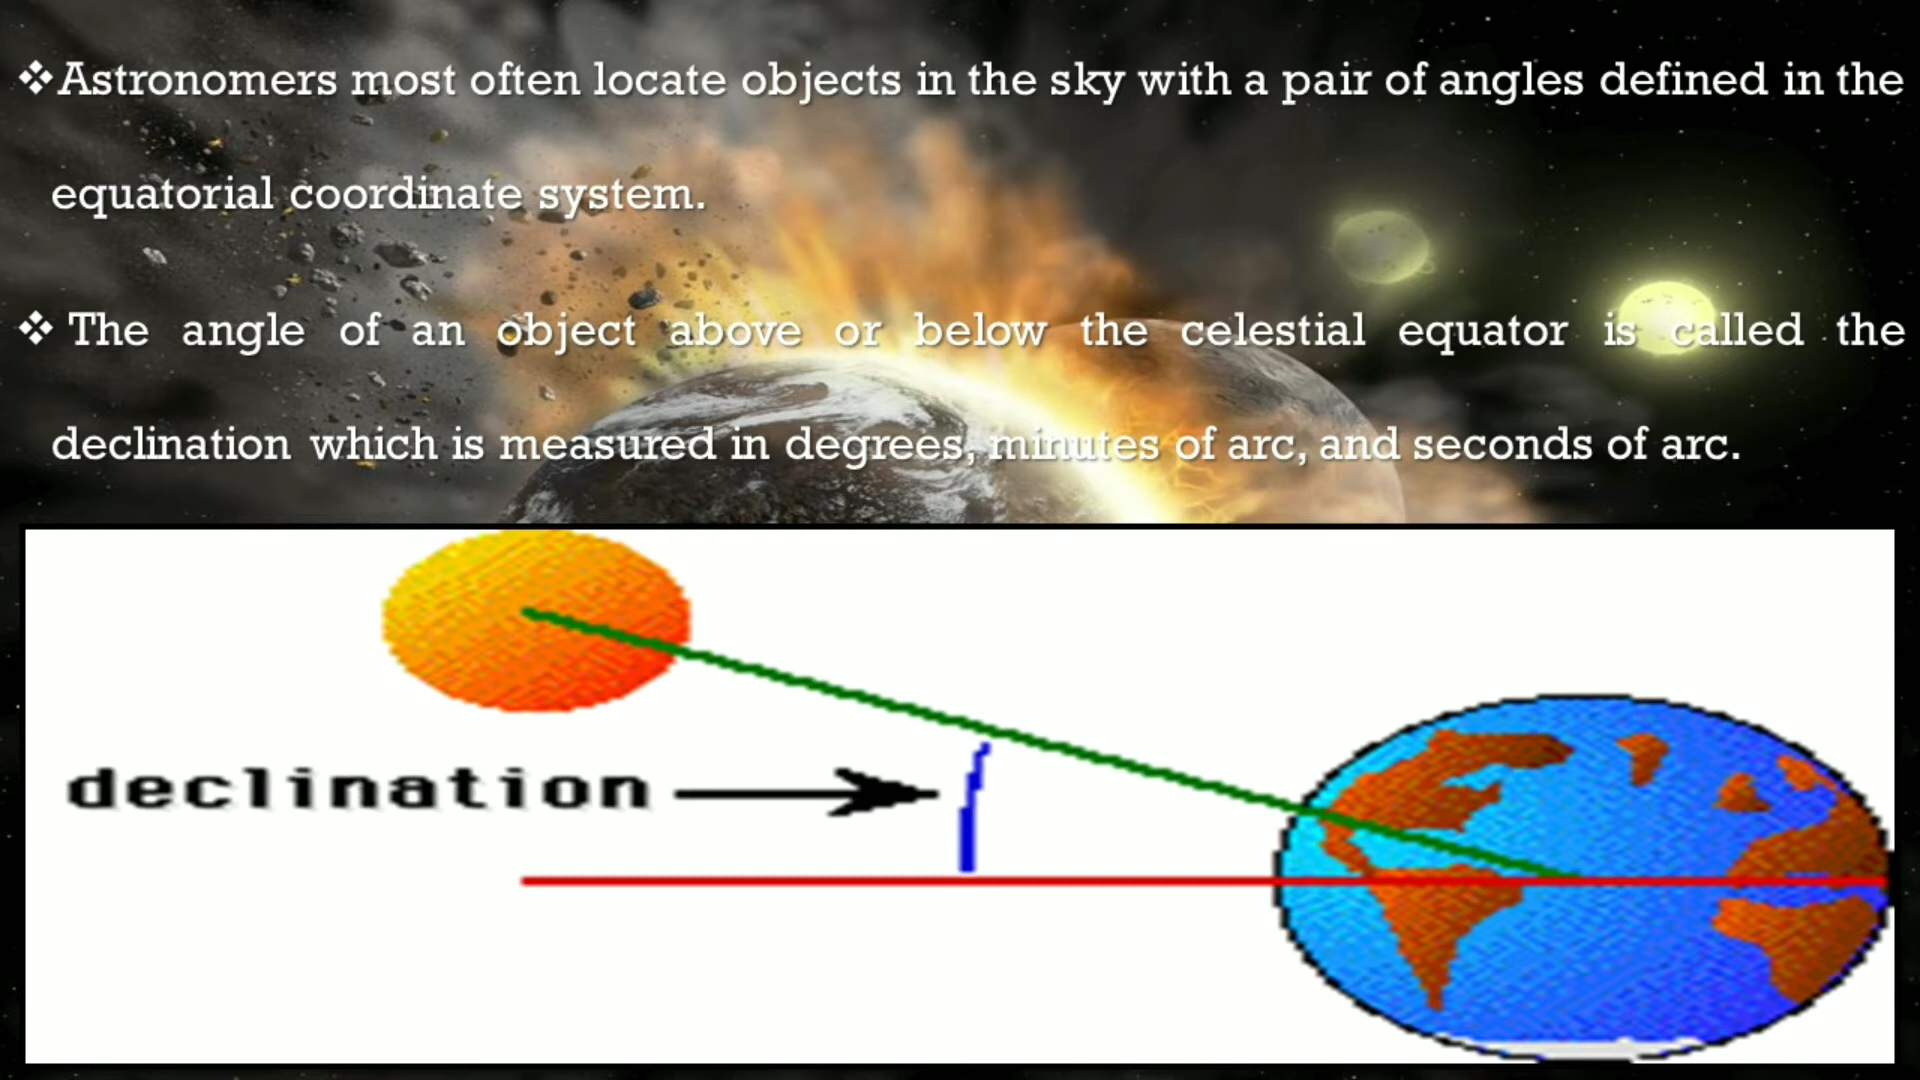 ❖Astronomers most often locate objects in the sky with a pair of angles defined in the
equatorial coordinate system.
❖ The angle of an object above or below the celestial equator is called the
declination which is measured in degrees, minutes of arc, and seconds of arc.
declination